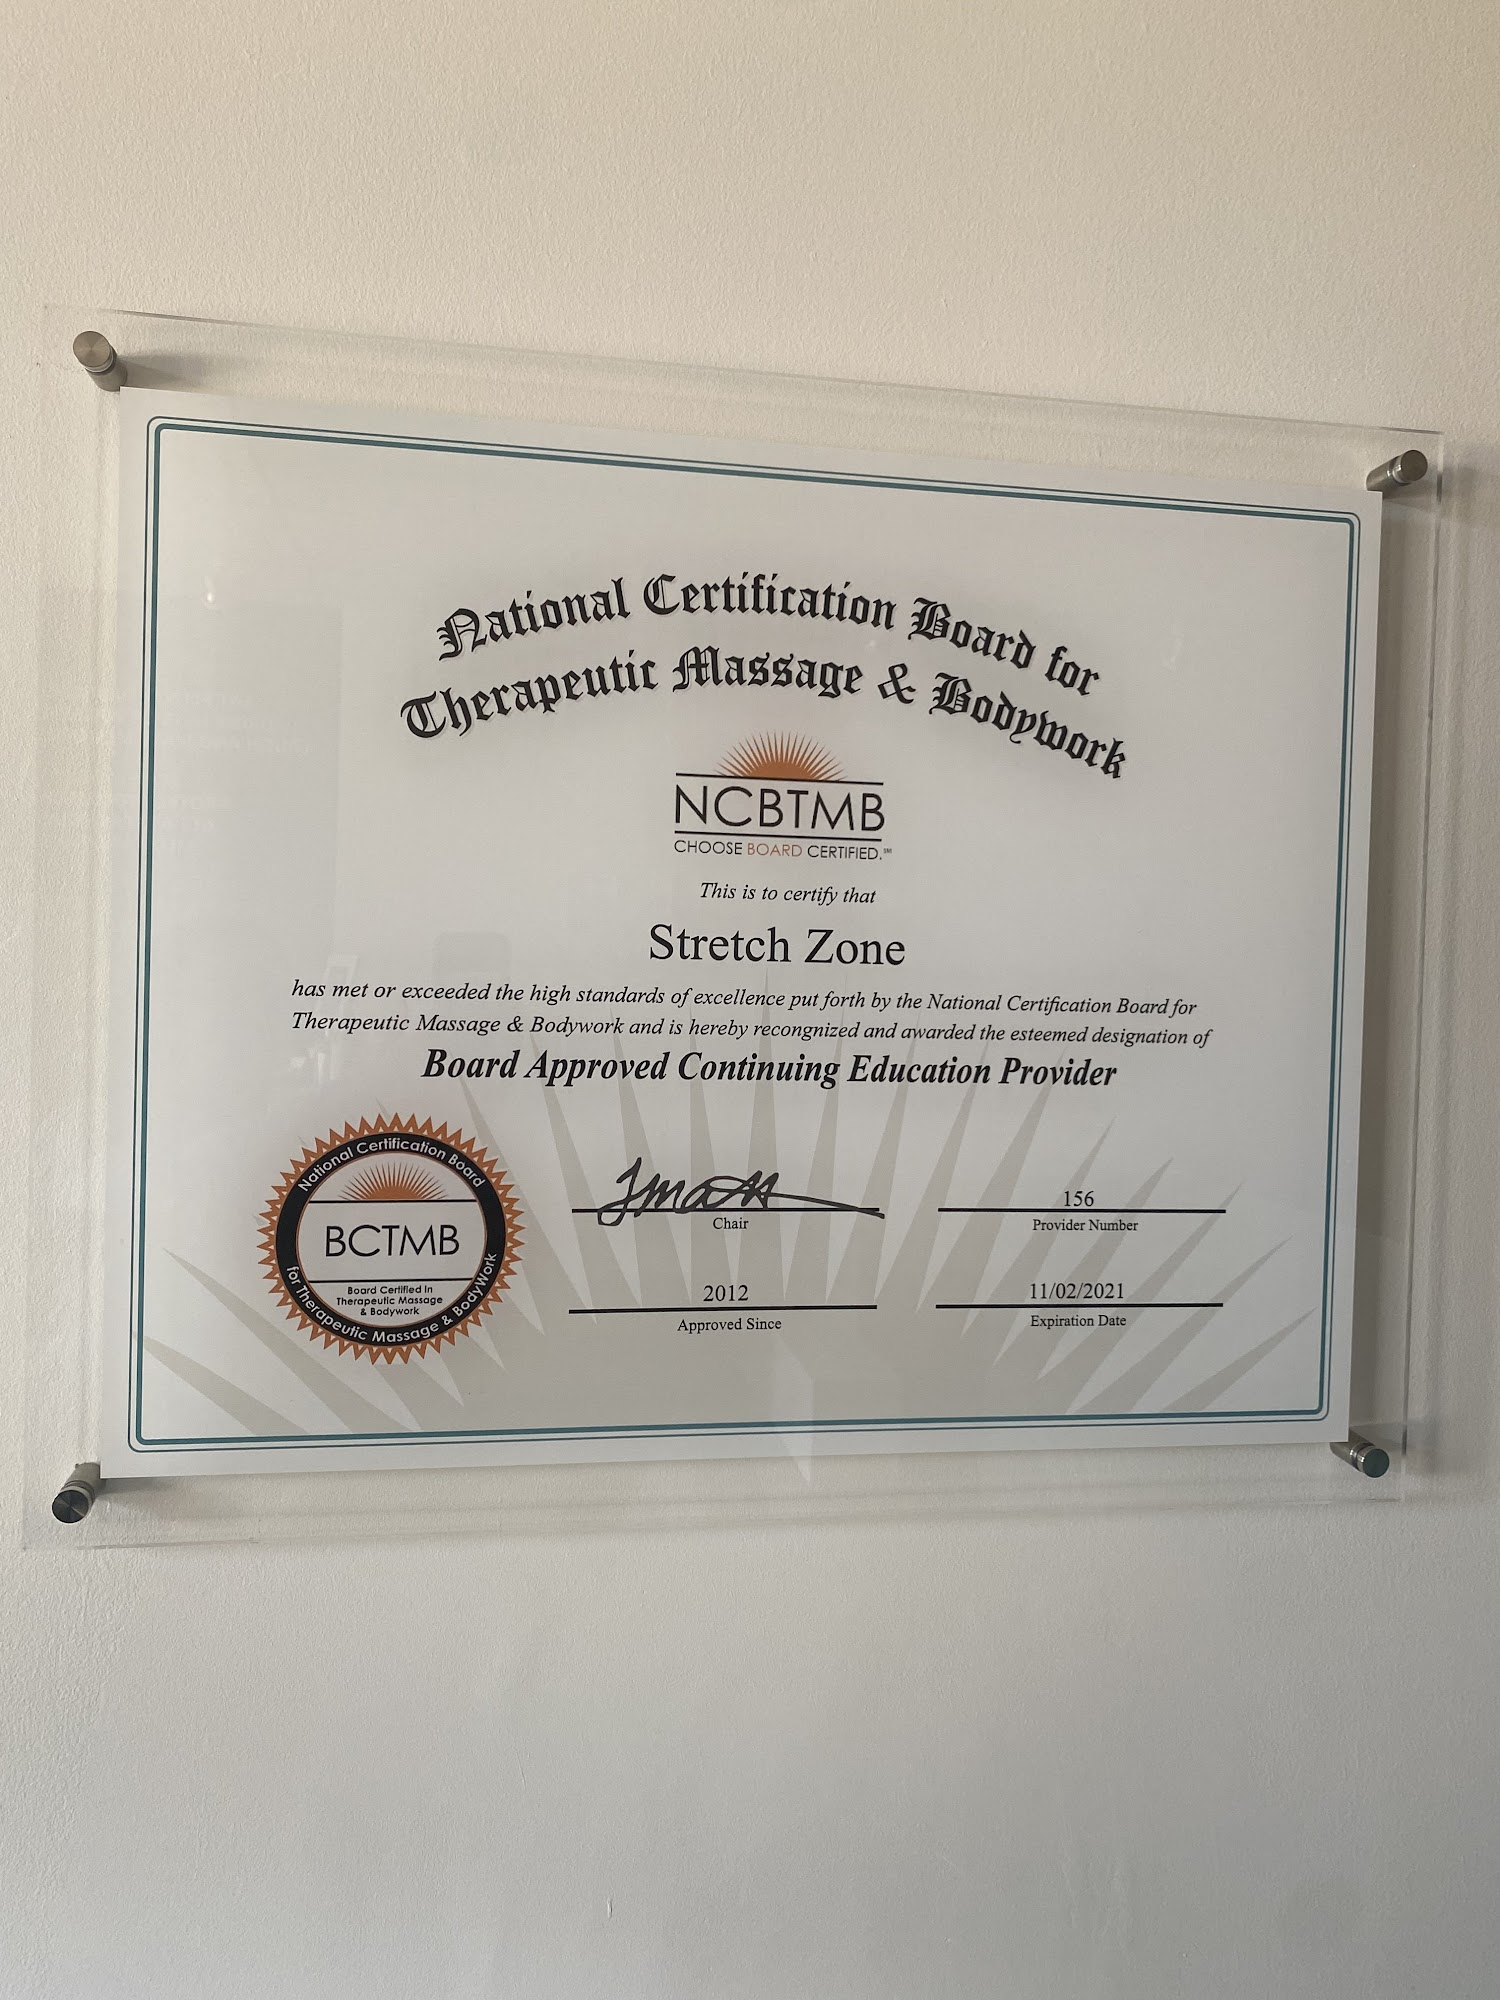 National Certification Board for
Therapeutic Massage & Bodywork
NCBTMB
CHOOSE BOARD CERTIFIED.℠
This is to certify that
Stretch Zone
has met or exceeded the high standards of excellence put forth by the National Certification Board for
Therapeutic Massage & Bodywork and is hereby recongnized and awarded the esteemed designation of
Board Approved Continuing Education Provider
National Certification Board
BCTMB
Board Certified In
Therapeutic Massage
& Bodywork
for Therapeutic Massage & BodyWork
Chair
156
Provider Number
2012
Approved Since
11/02/2021
Expiration Date